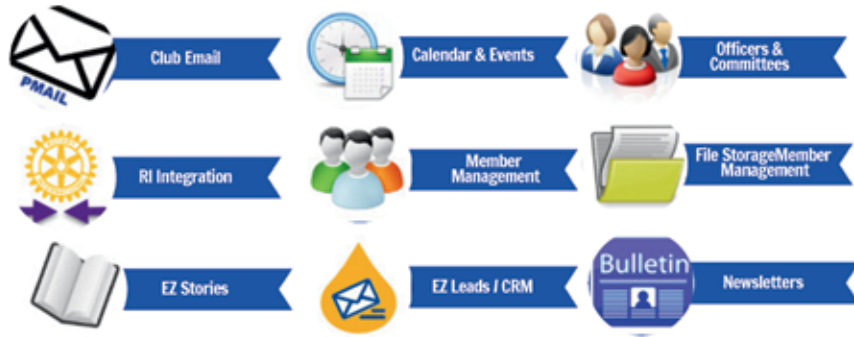 PMAIL
Club Email
Calendar & Events
Officers &
Committees
RI Integration
Member
Management
File StorageMember
Management
EZ Stories
EZ Leads / CRM
Bulletin
Newsletters